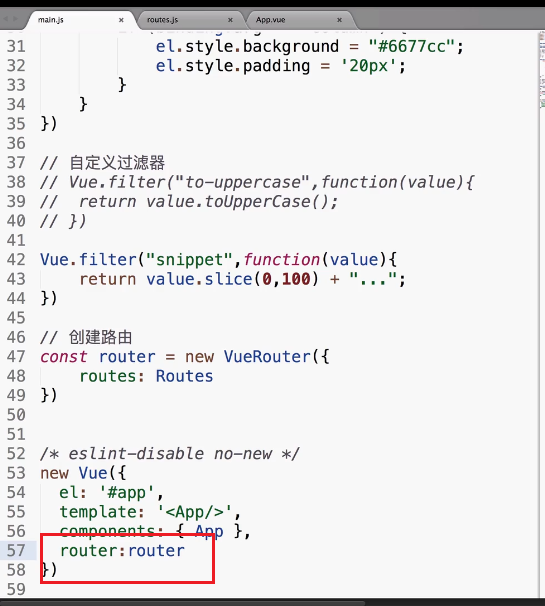 main.js × routes.js × App.vue ×
31 el.style.background = "#6677cc";
32 el.style.padding = '20px';
33 }
34 }
35 })
36
37 // 自定义过滤器
38 // Vue.filter("to-uppercase",function(value){
39 //  return value.toUpperCase();
40 // })
41
42 Vue.filter("snippet",function(value){
43 return value.slice(0,100) + "...";
44 })
45
46 // 创建路由
47 const router = new VueRouter({
48 routes: Routes
49 })
50
51
52 /* eslint-disable no-new */
53 new Vue({
54 el: '#app',
55 template: '<App/>',
56 components: { App },
57 router:router
58 })
59